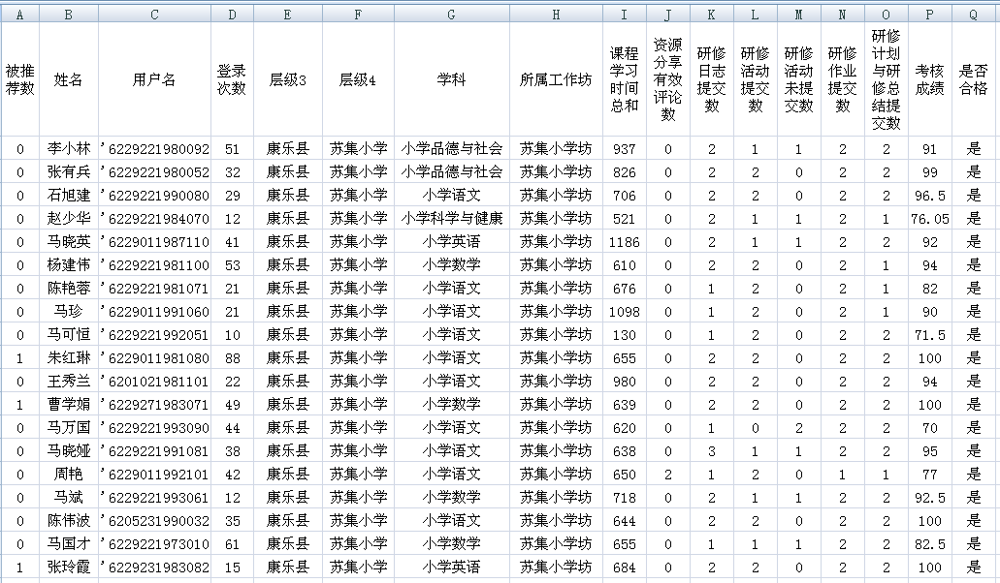 A B C D E F G H I J K L M N O P Q
被推荐数 姓名 用户名 登录次数 层级3 层级4 学科 所属工作坊 课程学习时间总和 资源分享有效评论数 研修日志提交数 研修活动提交数 研修活动未提交数 研修作业提交数 研修计划与研修总结提交数 考核成绩 是否合格
0 李小林 '6229221980092 51 康乐县 苏集小学 小学品德与社会 苏集小学坊 937 0 2 1 1 2 2 91 是
0 张有兵 '6229221980052 32 康乐县 苏集小学 小学品德与社会 苏集小学坊 826 0 2 2 0 2 2 99 是
0 石旭建 '6229221990080 29 康乐县 苏集小学 小学语文 苏集小学坊 706 0 2 2 0 2 2 96.5 是
0 赵少华 '6229221984070 12 康乐县 苏集小学 小学科学与健康 苏集小学坊 521 0 2 1 1 2 1 76.05 是
0 马晓英 '6229011987110 41 康乐县 苏集小学 小学英语 苏集小学坊 1186 0 2 1 1 2 2 92 是
0 杨建伟 '6229221981100 53 康乐县 苏集小学 小学数学 苏集小学坊 610 0 2 2 0 2 1 94 是
0 陈艳蓉 '6229221981071 21 康乐县 苏集小学 小学语文 苏集小学坊 676 0 1 2 0 2 1 82 是
0 马珍 '6229011991060 21 康乐县 苏集小学 小学语文 苏集小学坊 1098 0 1 2 0 2 1 90 是
0 马可恒 '6229221992051 10 康乐县 苏集小学 小学语文 苏集小学坊 130 0 1 2 0 2 2 71.5 是
1 朱红琳 '6229011981080 88 康乐县 苏集小学 小学语文 苏集小学坊 655 0 2 2 0 2 2 100 是
0 王秀兰 '6201021981101 22 康乐县 苏集小学 小学语文 苏集小学坊 980 0 2 2 0 2 2 94 是
1 曹学娟 '6229271983071 49 康乐县 苏集小学 小学数学 苏集小学坊 639 0 2 2 0 2 2 100 是
0 马万国 '6229221993090 44 康乐县 苏集小学 小学语文 苏集小学坊 620 0 1 0 2 2 2 70 是
0 马晓娅 '6229221991081 38 康乐县 苏集小学 小学语文 苏集小学坊 638 0 3 1 1 2 2 95 是
0 周艳 '6229011992101 42 康乐县 苏集小学 小学语文 苏集小学坊 650 2 1 2 0 1 1 77 是
0 马斌 '6229221993061 12 康乐县 苏集小学 小学数学 苏集小学坊 718 0 2 1 1 2 2 92.5 是
0 陈伟波 '6205231990032 35 康乐县 苏集小学 小学语文 苏集小学坊 644 0 2 2 0 2 2 100 是
0 马国才 '6229221973010 61 康乐县 苏集小学 小学数学 苏集小学坊 655 0 1 1 1 2 2 82.5 是
1 张玲霞 '6229231983082 15 康乐县 苏集小学 小学英语 苏集小学坊 684 0 2 2 0 2 2 100 是